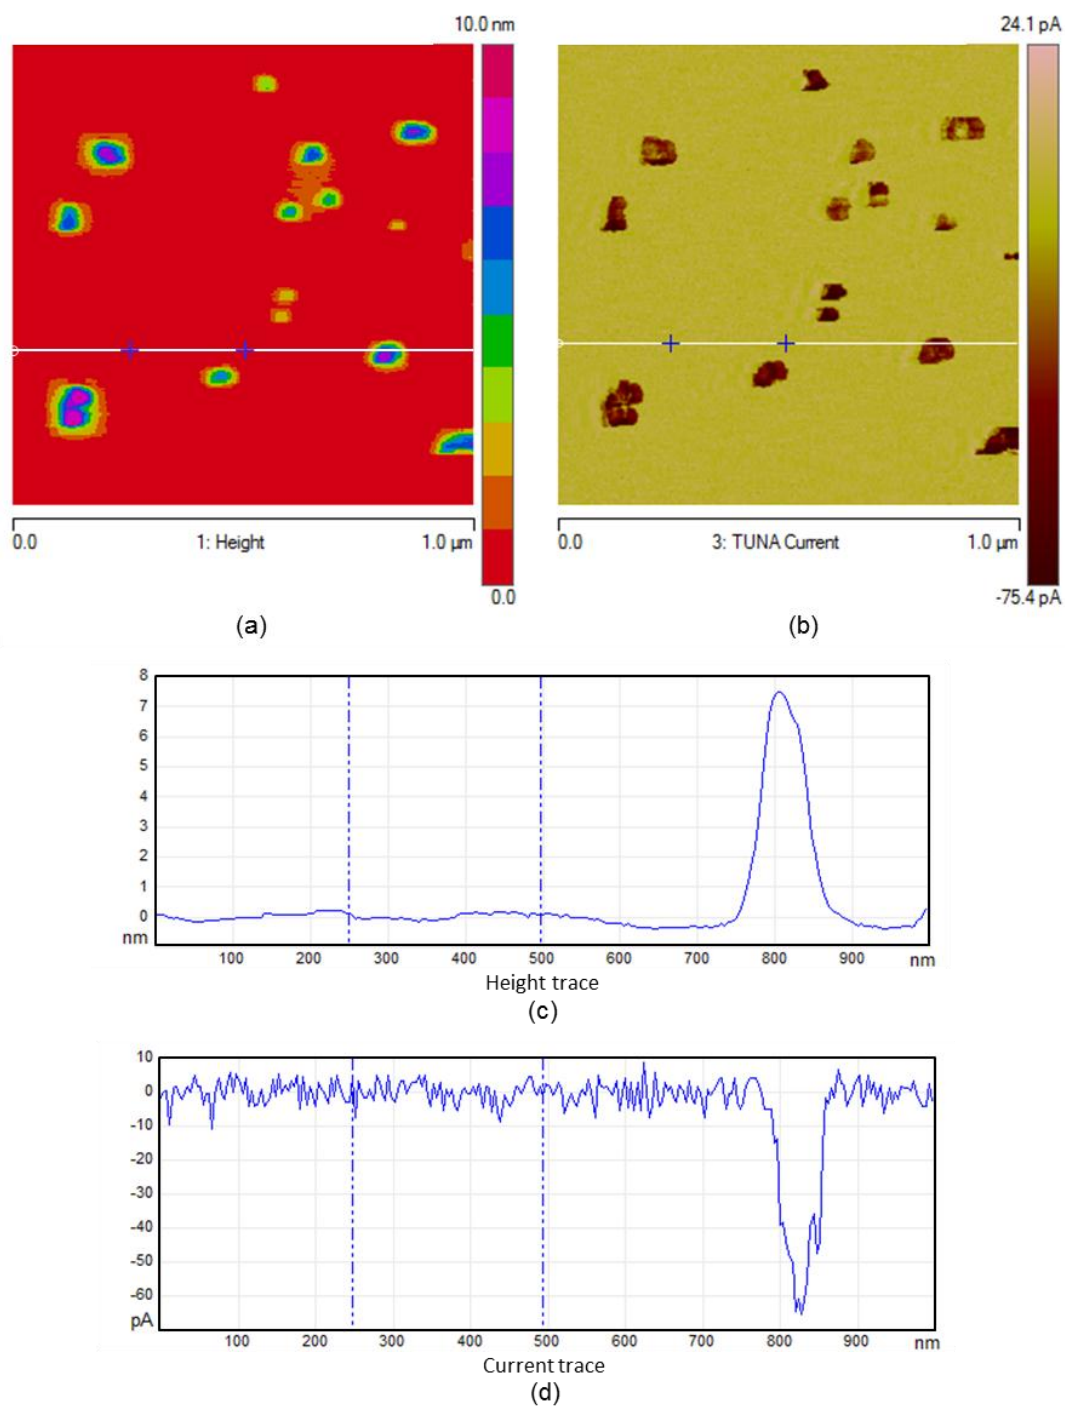 10.0 nm
24.1 pA
0.0
-75.4 pA
0.0 1: Height 1.0 µm
0.0 3: TUNA Current 1.0 µm
(a)
(b)
8
7
6
5
4
3
2
1
0
nm
100 200 300 400 500 600 700 800 900 nm
Height trace
(c)
10
0
-10
-20
-30
-40
-50
-60
pA
100 200 300 400 500 600 700 800 900 nm
Current trace
(d)